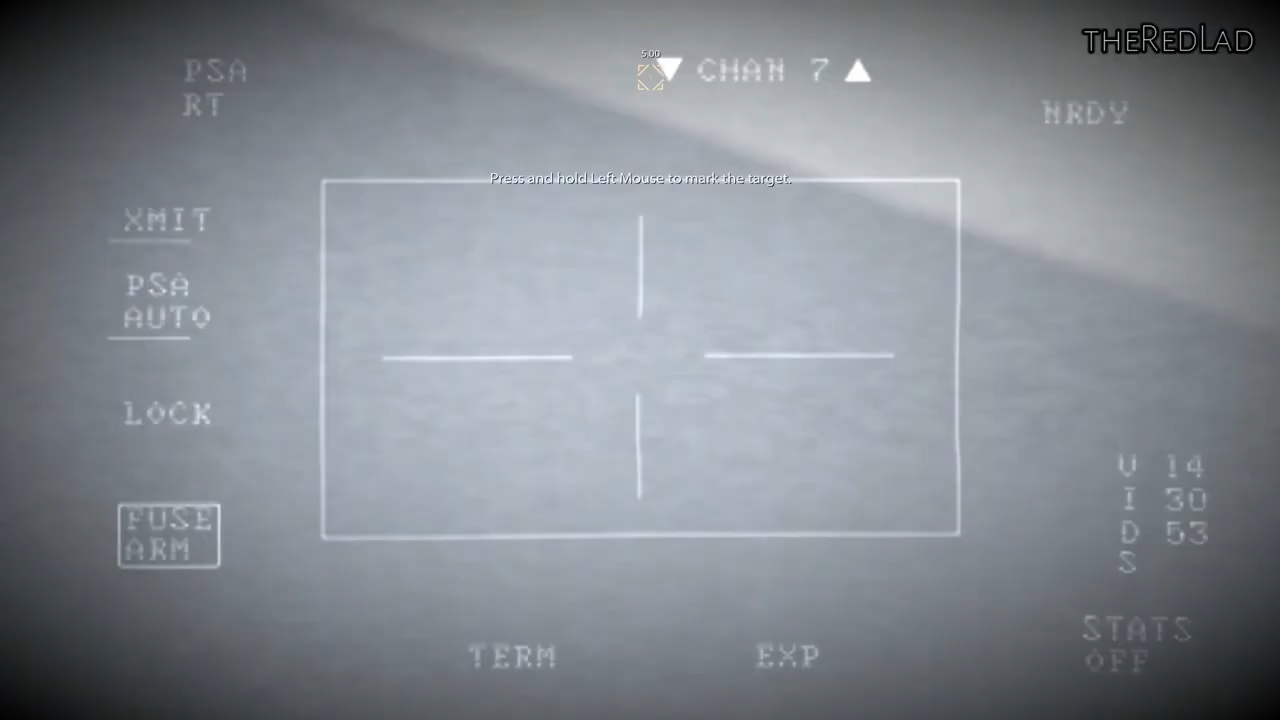 THEREDLAD
5.00
PSA
RT
CHAN 7
NRDY
Press and hold Left Mouse to mark the target.
XMIT
PSA
AUTO
LOCK
FUSE
ARM
V 14
I 30
D 53
S
STATS
OFF
TERM
EXP